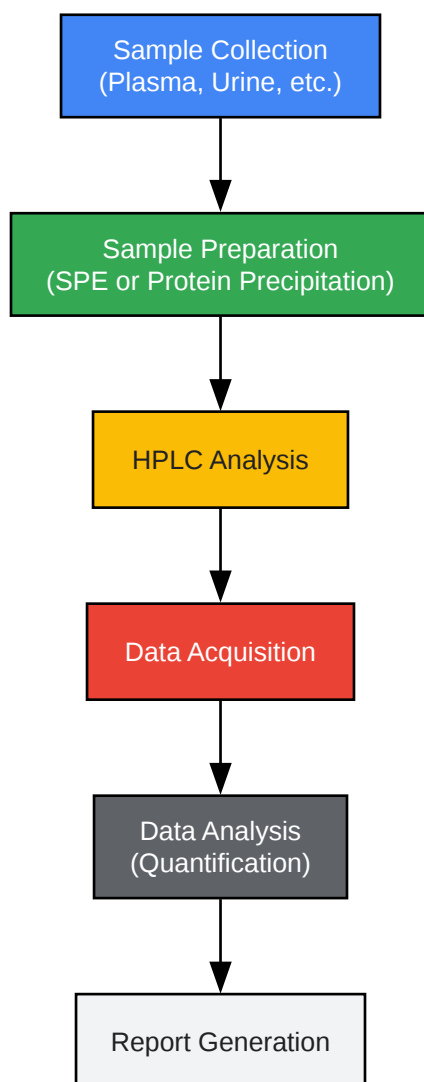 Sample Collection
(Plasma, Urine, etc.)
Sample Preparation
(SPE or Protein Precipitation)
HPLC Analysis
Data Acquisition
Data Analysis
(Quantification)
Report Generation